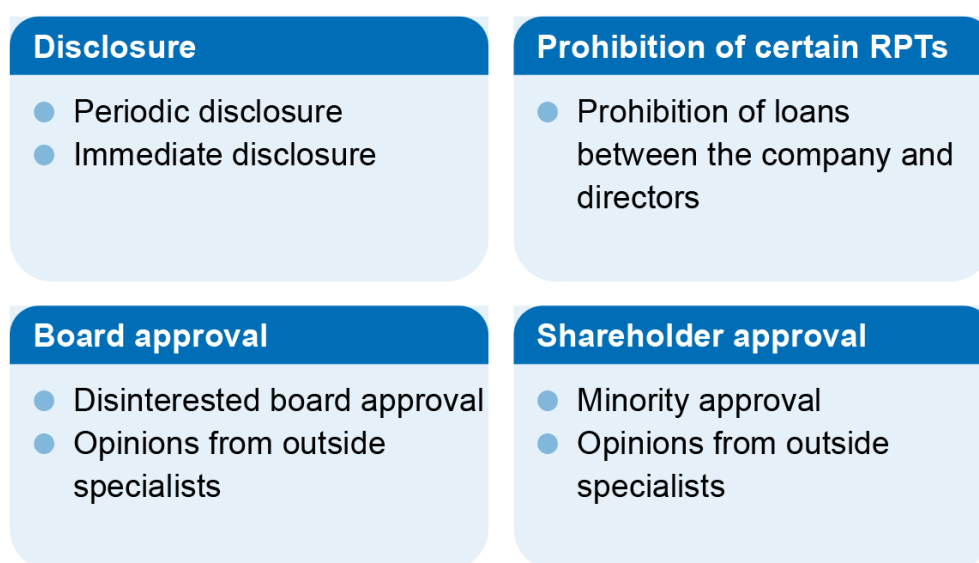 Disclosure
Periodic disclosure
Immediate disclosure
Prohibition of certain RPTs
Prohibition of loans
between the company and
directors
Board approval
Disinterested board approval
Opinions from outside
specialists
Shareholder approval
Minority approval
Opinions from outside
specialists